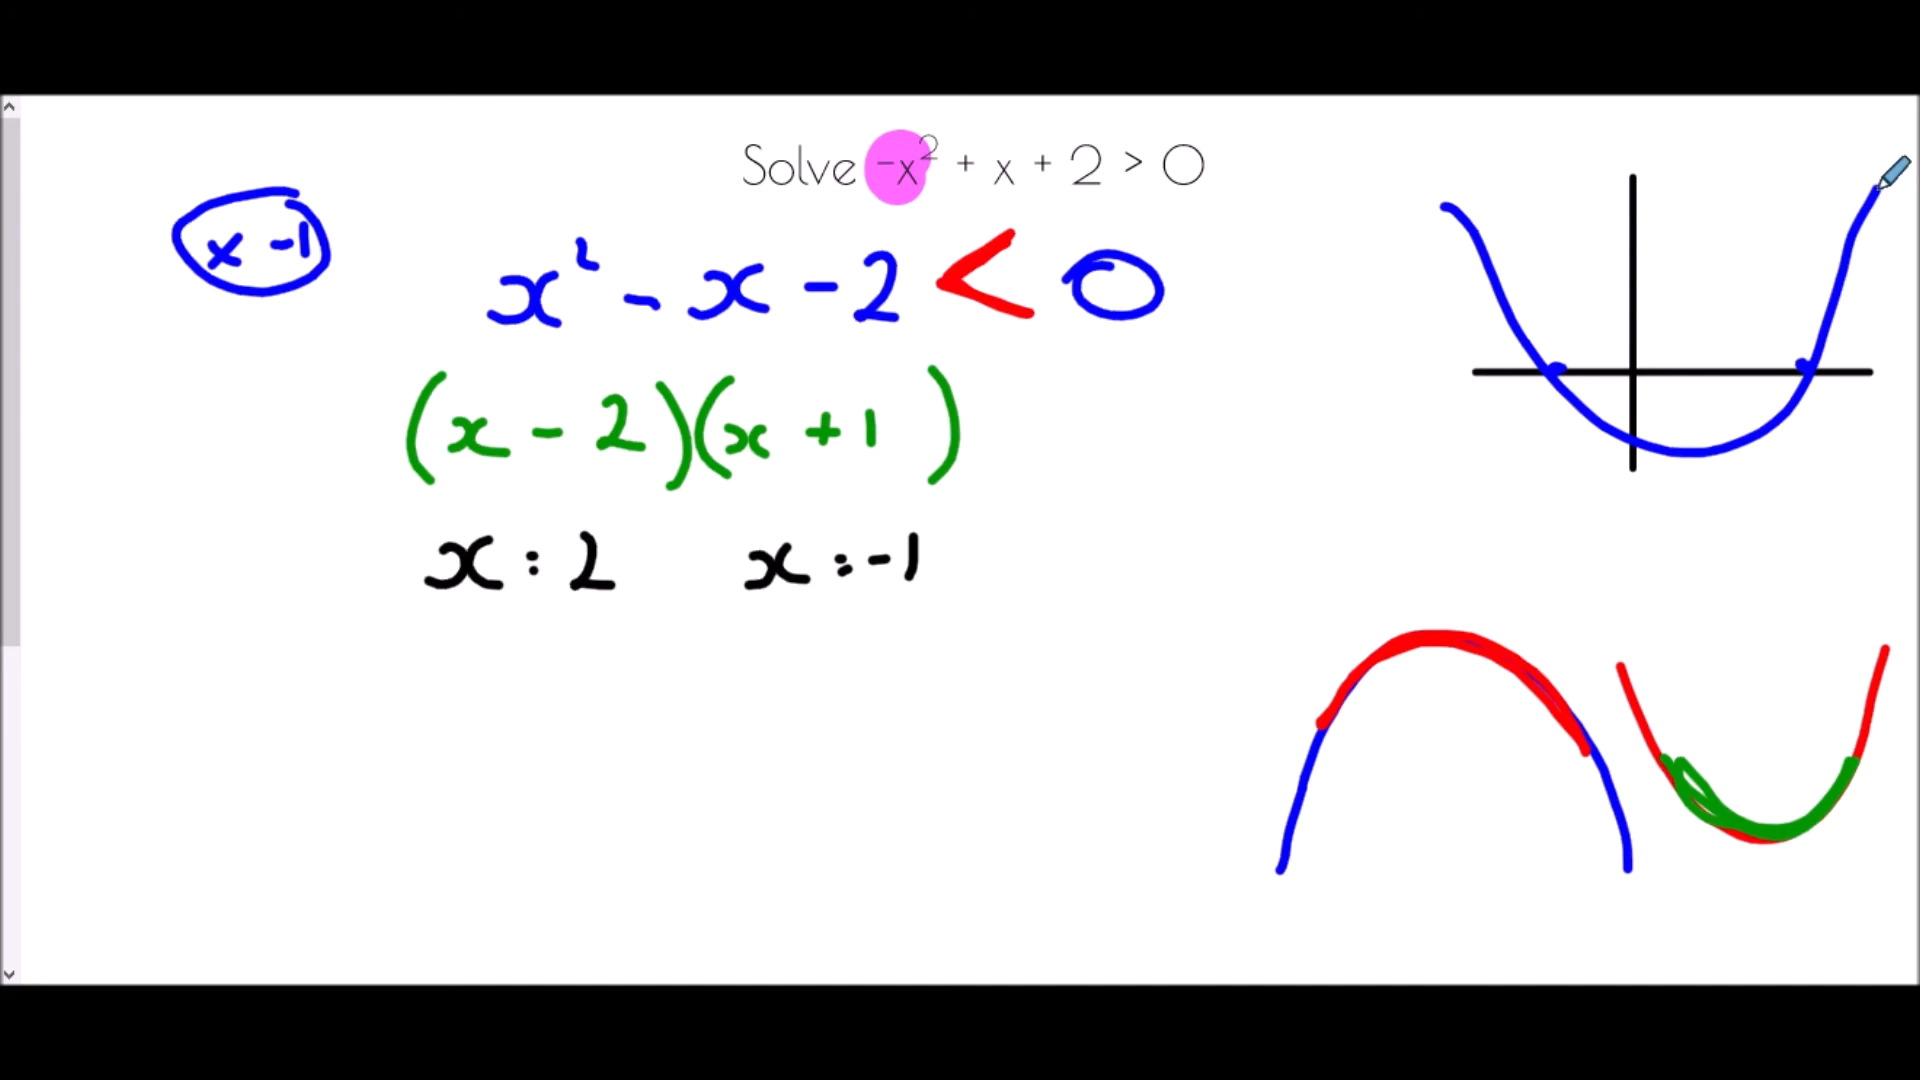 Solve -x² + x + 2 > 0
x -1
x² - x - 2 < 0
(x - 2)(x + 1)
x = 2 x = -1